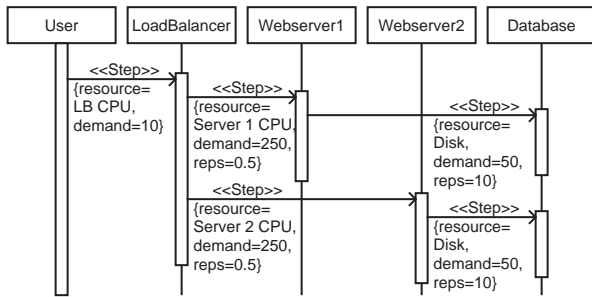 User
LoadBalancer
Webserver1
Webserver2
Database
<<Step>>
{resource=
LB CPU,
demand=10}
<<Step>>
{resource=
Server 1 CPU,
demand=250,
reps=0.5}
<<Step>>
{resource=
Disk,
demand=50,
reps=10}
<<Step>>
{resource=
Server 2 CPU,
demand=250,
reps=0.5}
<<Step>>
{resource=
Disk,
demand=50,
reps=10}